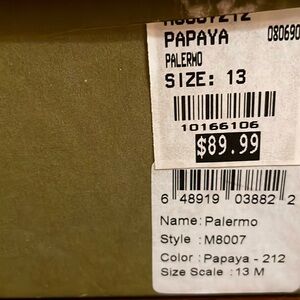 M8007212
PAPAYA 080690
PALERMO
SIZE: 13
10166106
$89.99
6 48919 03882 2
Name: Palermo
Style : M8007
Color : Papaya - 212
Size Scale : 13 M